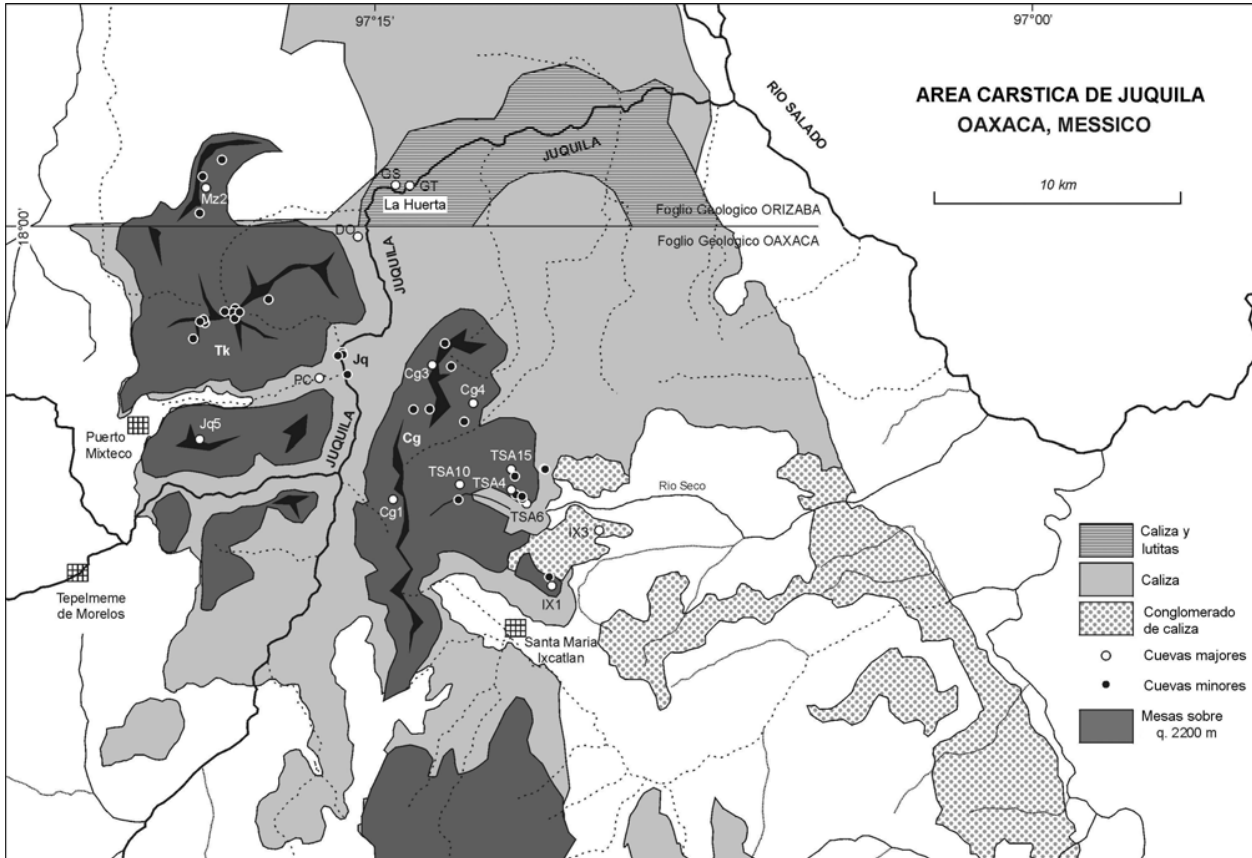 97°15'
97°00'
AREA CARSTICA DE JUQUILA
OAXACA, MESSICO
10 km
RIO SALADO
JUQUILA
GS
GT
La Huerta
Mz2
18°00'
Foglio Geologico ORIZABA
Foglio Geologico OAXACA
DO
JUQUILA
Tk
Jq
PC
Cg3
Cg4
Jq5
Puerto
Mixteco
JUQUILA
Cg
TSA15
TSA10
TSA4
TSA6
Cg1
Rio Seco
IX3
IX1
Tepelmeme
de Morelos
Santa Maria
Ixcatlan
Caliza y
lutitas
Caliza
Conglomerado
de caliza
Cuevas majores
Cuevas minores
Mesas sobre
q. 2200 m